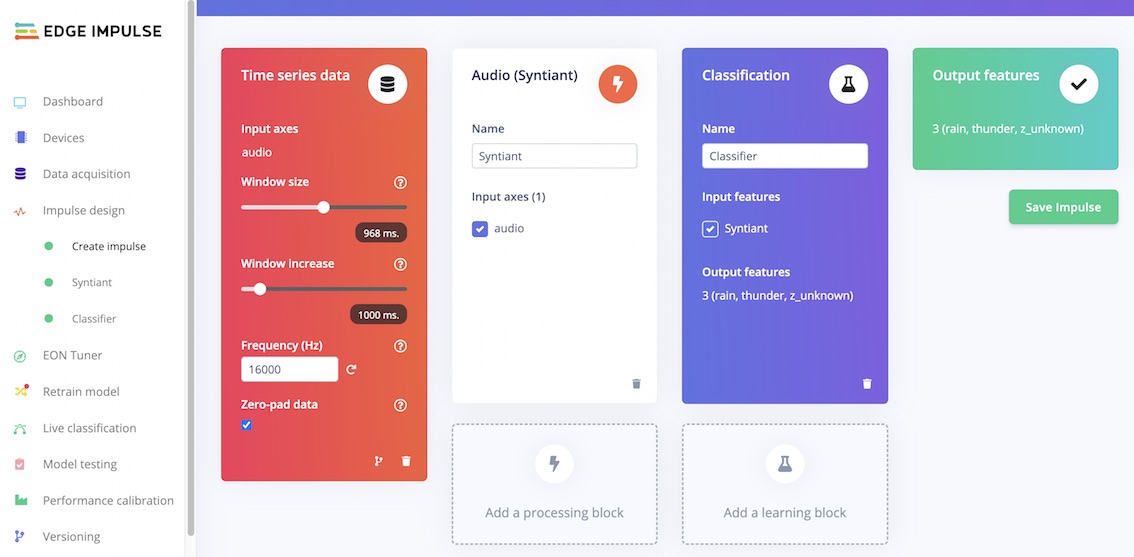 EDGE IMPULSE
Dashboard
Devices
Data acquisition
Impulse design
Create impulse
Syntiant
Classifier
EON Tuner
Retrain model
Live classification
Model testing
Performance calibration
Versioning
Time series data
Input axes
audio
Window size
968 ms.
Window increase
1000 ms.
Frequency (Hz)
16000
Zero-pad data
Audio (Syntiant)
Name
Syntiant
Input axes (1)
audio
Classification
Name
Classifier
Input features
Syntiant
Output features
3 (rain, thunder, z_unknown)
Output features
3 (rain, thunder, z_unknown)
Save Impulse
Add a processing block
Add a learning block